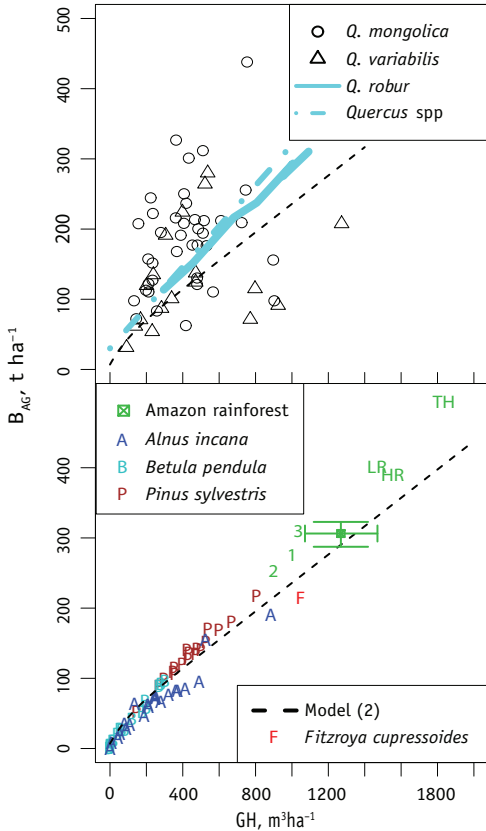 500
400
300
200
100
0
Q. mongolica
Q. variabilis
Q. robur
Quercus spp
B_AG, t ha⁻¹
Amazon rainforest
A Alnus incana
B Betula pendula
P Pinus sylvestris
TH
LR
HR
3
1
2
F
A
Model (2)
F Fitzroya cupressoides
400
300
200
100
0
0 400 800 1200 1600 2000
GH, m³ha⁻¹